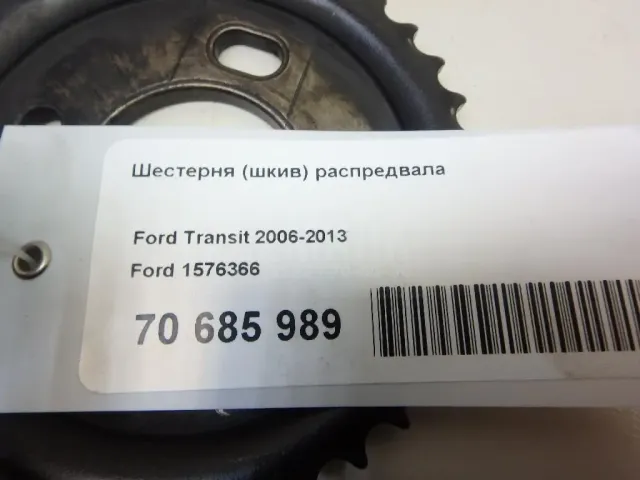 Шестерня (шкив) распредвала
Ford Transit 2006-2013
Ford 1576366
70 685 989